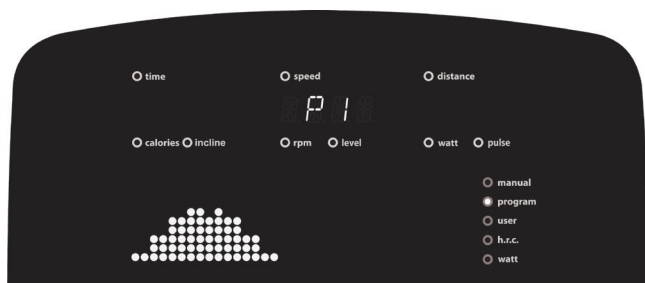 time speed distance
P1
calories incline rpm level watt pulse
manual
program
user
h.r.c.
watt